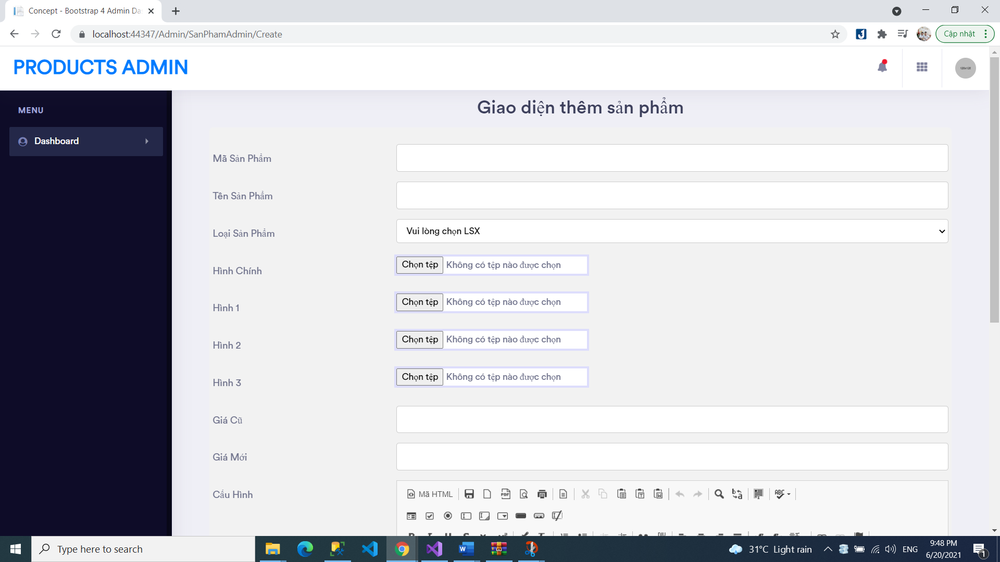 Concept - Bootstrap 4 Admin Da
localhost:44347/Admin/SanPhamAdmin/Create
Cập nhật
PRODUCTS ADMIN
MENU
Dashboard
Giao diện thêm sản phẩm
Mã Sản Phẩm
Tên Sản Phẩm
Loại Sản Phẩm
Vui lòng chọn LSX
Hình Chính
Chọn tệp Không có tệp nào được chọn
Hình 1
Chọn tệp Không có tệp nào được chọn
Hình 2
Chọn tệp Không có tệp nào được chọn
Hình 3
Chọn tệp Không có tệp nào được chọn
Giá Cũ
Giá Mới
Cấu Hình
Mã HTML
Type here to search
31°C Light rain
ENG
9:48 PM
6/20/2021
1